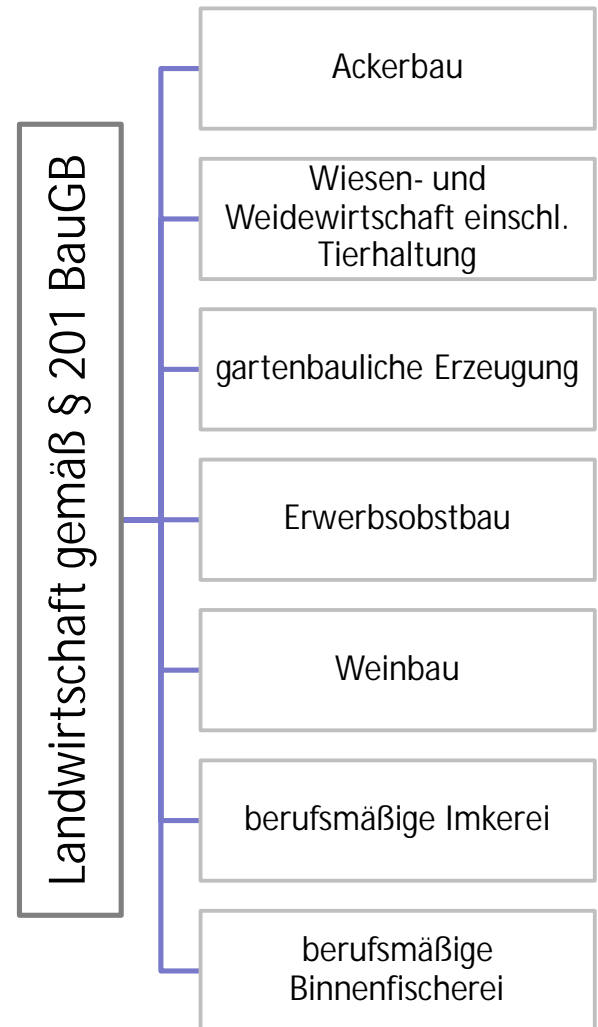 Landwirtschaft gemäß § 201 BauGB
Ackerbau
Wiesen- und
Weidewirtschaft einschl.
Tierhaltung
gartenbauliche Erzeugung
Erwerbsobstbau
Weinbau
berufsmäßige Imkerei
berufsmäßige
Binnenfischerei